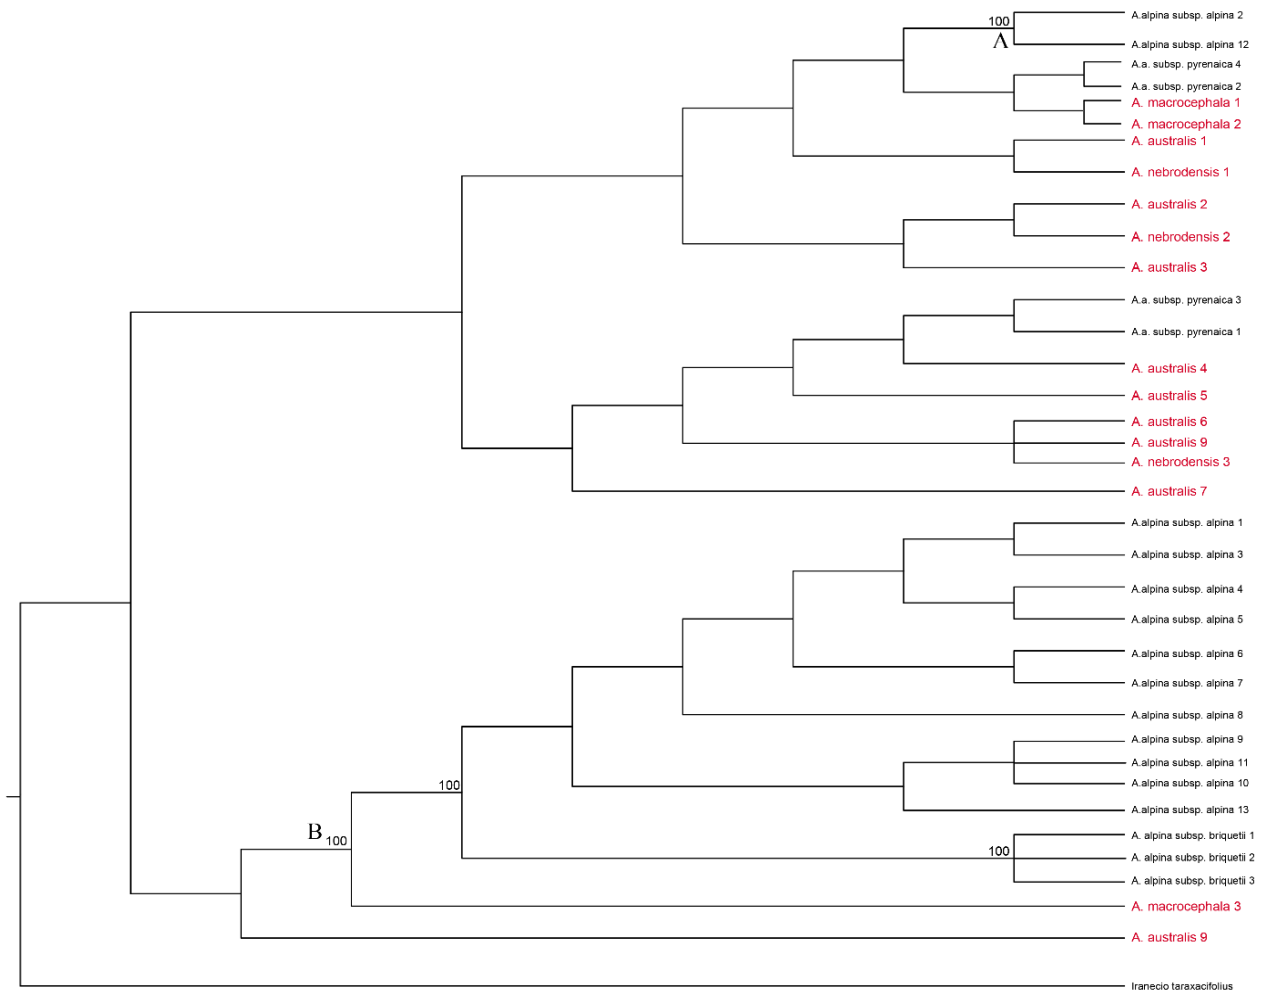 A.alpina subsp. alpina 2
100
A
A.alpina subsp. alpina 12
A.a. subsp. pyrenaica 4
A.a. subsp. pyrenaica 2
A. macrocephala 1
A. macrocephala 2
A. australis 1
A. nebrodensis 1
A. australis 2
A. nebrodensis 2
A. australis 3
A.a. subsp. pyrenaica 3
A.a. subsp. pyrenaica 1
A. australis 4
A. australis 5
A. australis 6
A. australis 9
A. nebrodensis 3
A. australis 7
A.alpina subsp. alpina 1
A.alpina subsp. alpina 3
A.alpina subsp. alpina 4
A.alpina subsp. alpina 5
A.alpina subsp. alpina 6
A.alpina subsp. alpina 7
A.alpina subsp. alpina 8
A.alpina subsp. alpina 9
A.alpina subsp. alpina 11
100
A.alpina subsp. alpina 10
A.alpina subsp. alpina 13
B 100
A. alpina subsp. briquetii 1
100
A. alpina subsp. briquetii 2
A. alpina subsp. briquetii 3
A. macrocephala 3
A. australis 9
Iranecio taraxacifolius